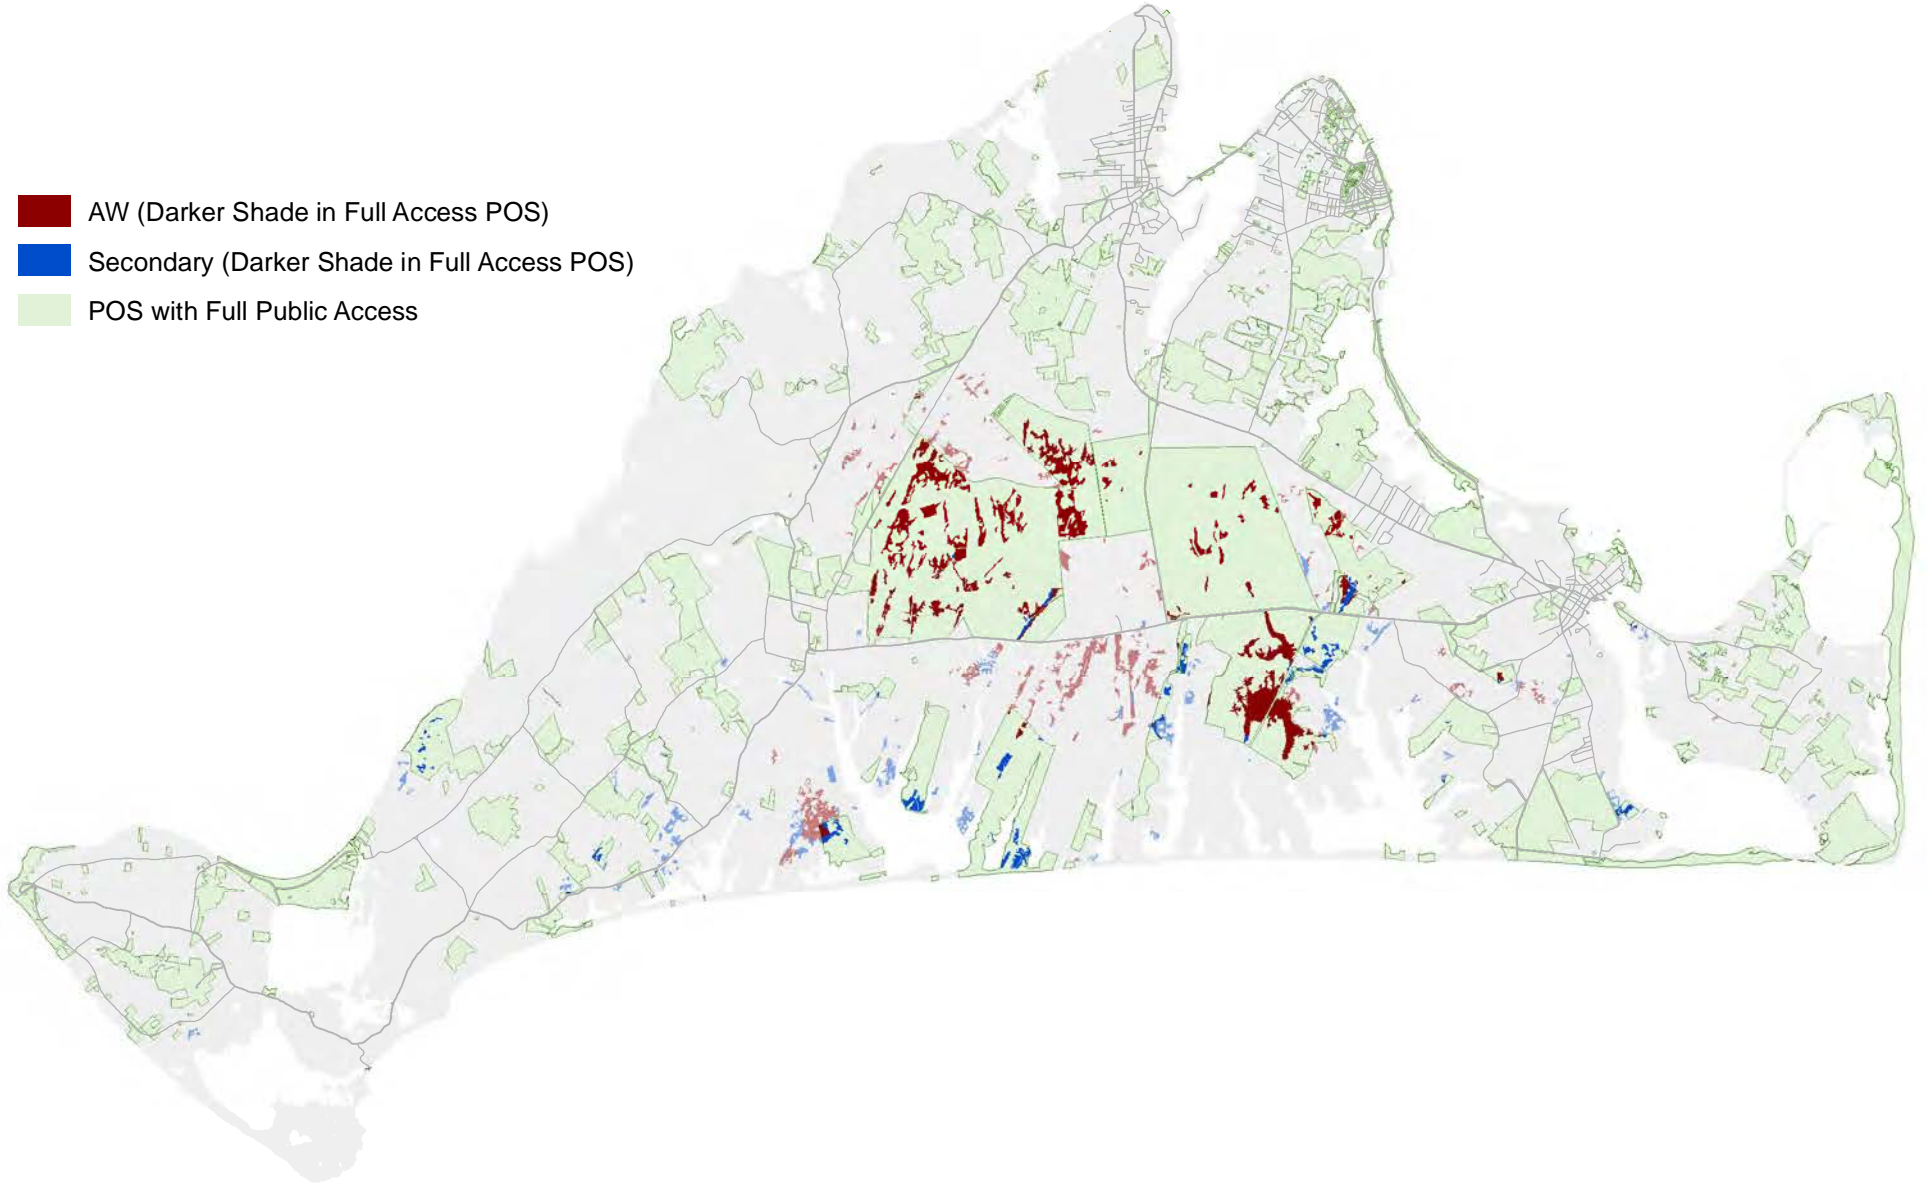 AW (Darker Shade in Full Access POS)
Secondary (Darker Shade in Full Access POS)
POS with Full Public Access